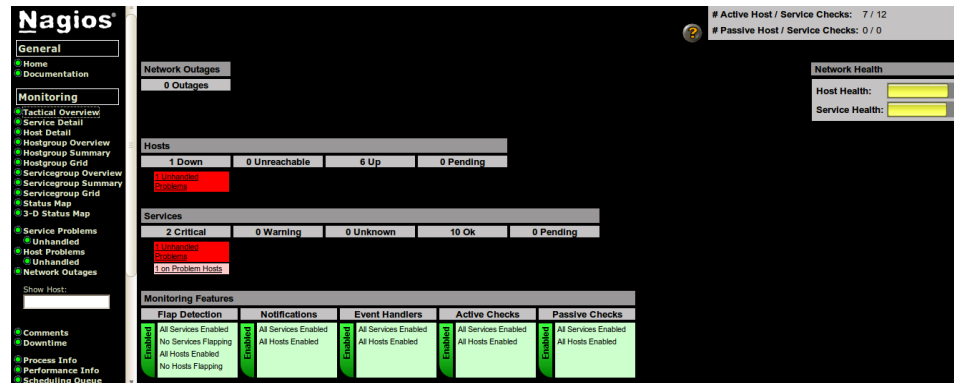 Nagios®
General
Home
Documentation
Monitoring
Tactical Overview
Service Detail
Host Detail
Hostgroup Overview
Hostgroup Summary
Hostgroup Grid
Servicegroup Overview
Servicegroup Summary
Servicegroup Grid
Status Map
3-D Status Map
Service Problems
Unhandled
Host Problems
Unhandled
Network Outages
Show Host:
Comments
Downtime
Process Info
Performance Info
Scheduling Queue
# Active Host / Service Checks: 7 / 12
# Passive Host / Service Checks: 0 / 0
?
Network Outages
0 Outages
Network Health
Host Health:
Service Health:
Hosts
1 Down 0 Unreachable 6 Up 0 Pending
1 Unhandled
Problems
Services
2 Critical 0 Warning 0 Unknown 10 Ok 0 Pending
1 Unhandled
Problems
1 on Problem Hosts
Monitoring Features
Flap Detection Notifications Event Handlers Active Checks Passive Checks
Enabled
All Services Enabled
No Services Flapping
All Hosts Enabled
No Hosts Flapping
Enabled
All Services Enabled
All Hosts Enabled
Enabled
All Services Enabled
All Hosts Enabled
Enabled
All Services Enabled
All Hosts Enabled
Enabled
All Services Enabled
All Hosts Enabled